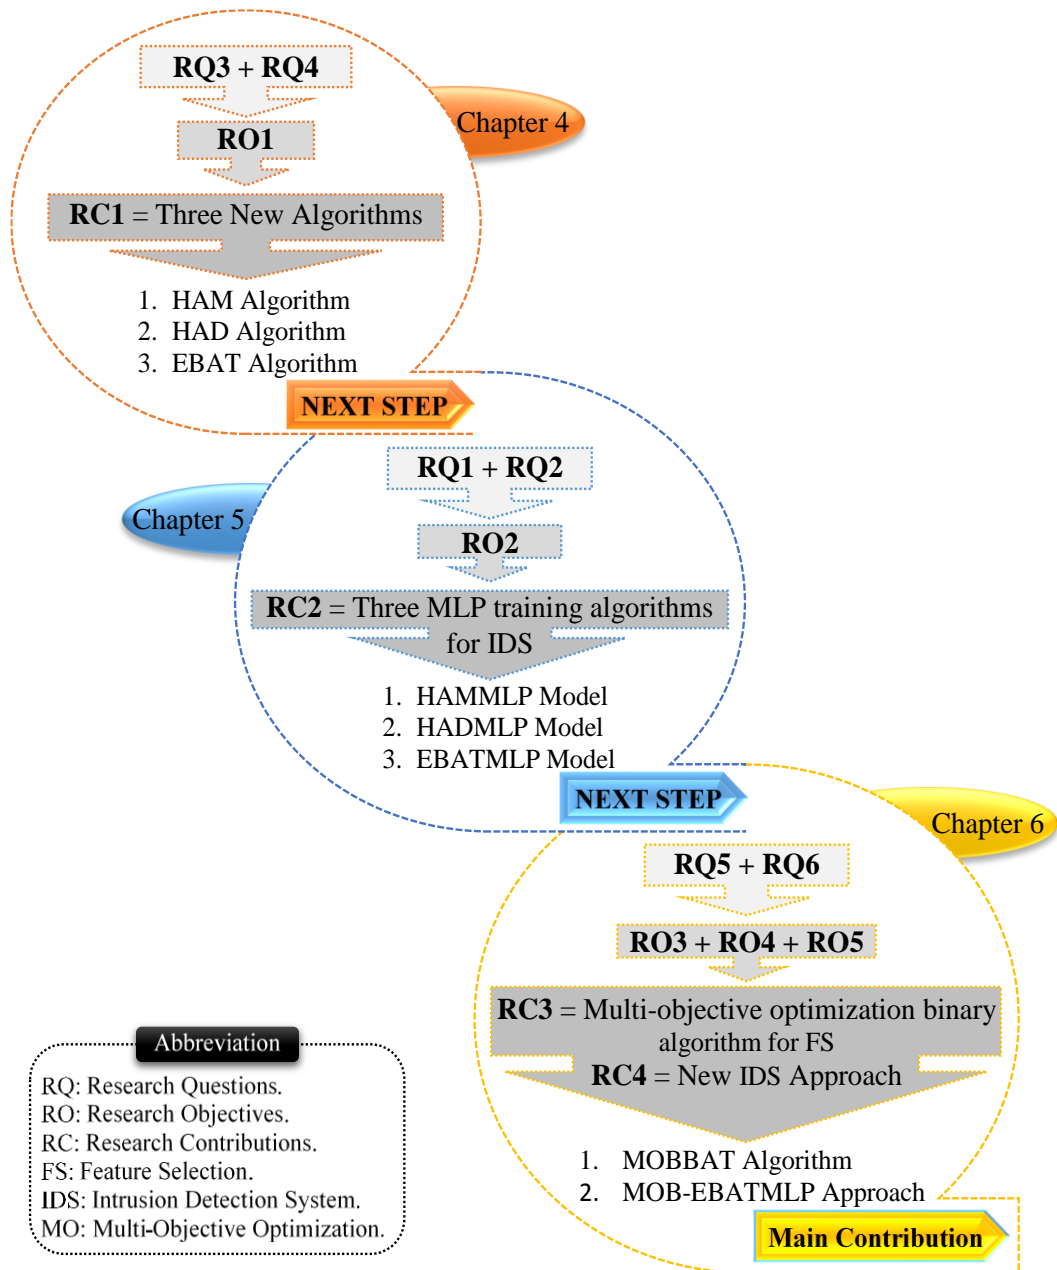 RQ3 + RQ4
Chapter 4
RO1
RC1 = Three New Algorithms
1. HAM Algorithm
2. HAD Algorithm
3. EBAT Algorithm
NEXT STEP
RQ1 + RQ2
Chapter 5
RO2
RC2 = Three MLP training algorithms
for IDS
1. HAMMLP Model
2. HADMLP Model
3. EBATMLP Model
NEXT STEP
Chapter 6
RQ5 + RQ6
RO3 + RO4 + RO5
RC3 = Multi-objective optimization binary
algorithm for FS
RC4 = New IDS Approach
1. MOBBAT Algorithm
2. MOB-EBATMLP Approach
Main Contribution
Abbreviation
RQ: Research Questions.
RO: Research Objectives.
RC: Research Contributions.
FS: Feature Selection.
IDS: Intrusion Detection System.
MO: Multi-Objective Optimization.